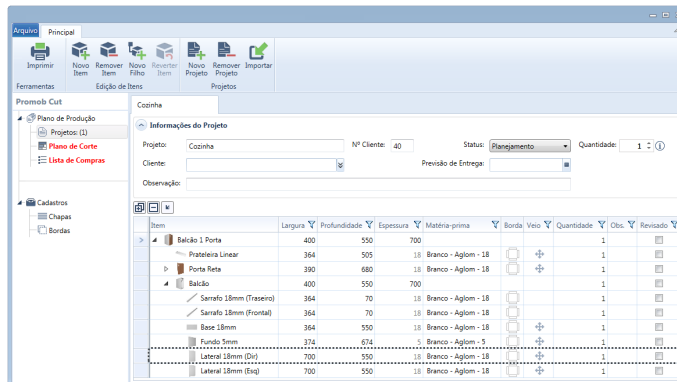 Arquivo Principal
Imprimir Novo Item Remover Item Novo Filho Reverter Item Novo Projeto Remover Projeto Importar
Ferramentas Edição de Itens Projetos
Promob Cut
Plano de Produção
Projetos: (1)
Plano de Corte
Lista de Compras
Cadastros
Chapas
Bordas
Cozinha
Informações do Projeto
Projeto: Cozinha Nº Cliente: 40 Status: Planejamento Quantidade: 1
Cliente: Previsão de Entrega:
Observação:
Item Largura Profundidade Espessura Matéria-prima Borda Veio Quantidade Obs. Revisado
Balcão 1 Porta 400 550 700 1
Prateleira Linear 364 505 18 Branco - Aglom - 18 1
Porta Reta 390 680 18 Branco - Aglom - 18 1
Balcão 400 550 700 1
Sarrafo 18mm (Traseiro) 364 70 18 Branco - Aglom - 18 1
Sarrafo 18mm (Frontal) 364 70 18 Branco - Aglom - 18 1
Base 18mm 364 550 18 Branco - Aglom - 18 1
Fundo 5mm 374 674 5 Branco - Aglom - 5 1
Lateral 18mm (Dir) 700 550 18 Branco - Aglom - 18 1
Lateral 18mm (Esq) 700 550 18 Branco - Aglom - 18 1